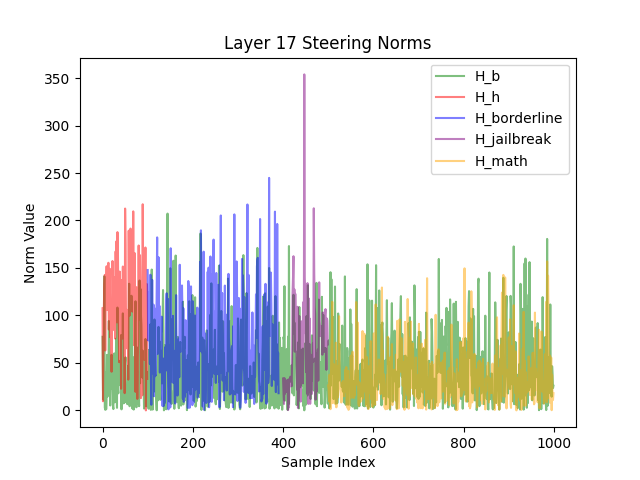 Layer 17 Steering Norms
H_b
H_h
H_borderline
H_jailbreak
H_math
Norm Value
350
300
250
200
150
100
50
0
0 200 400 600 800 1000
Sample Index